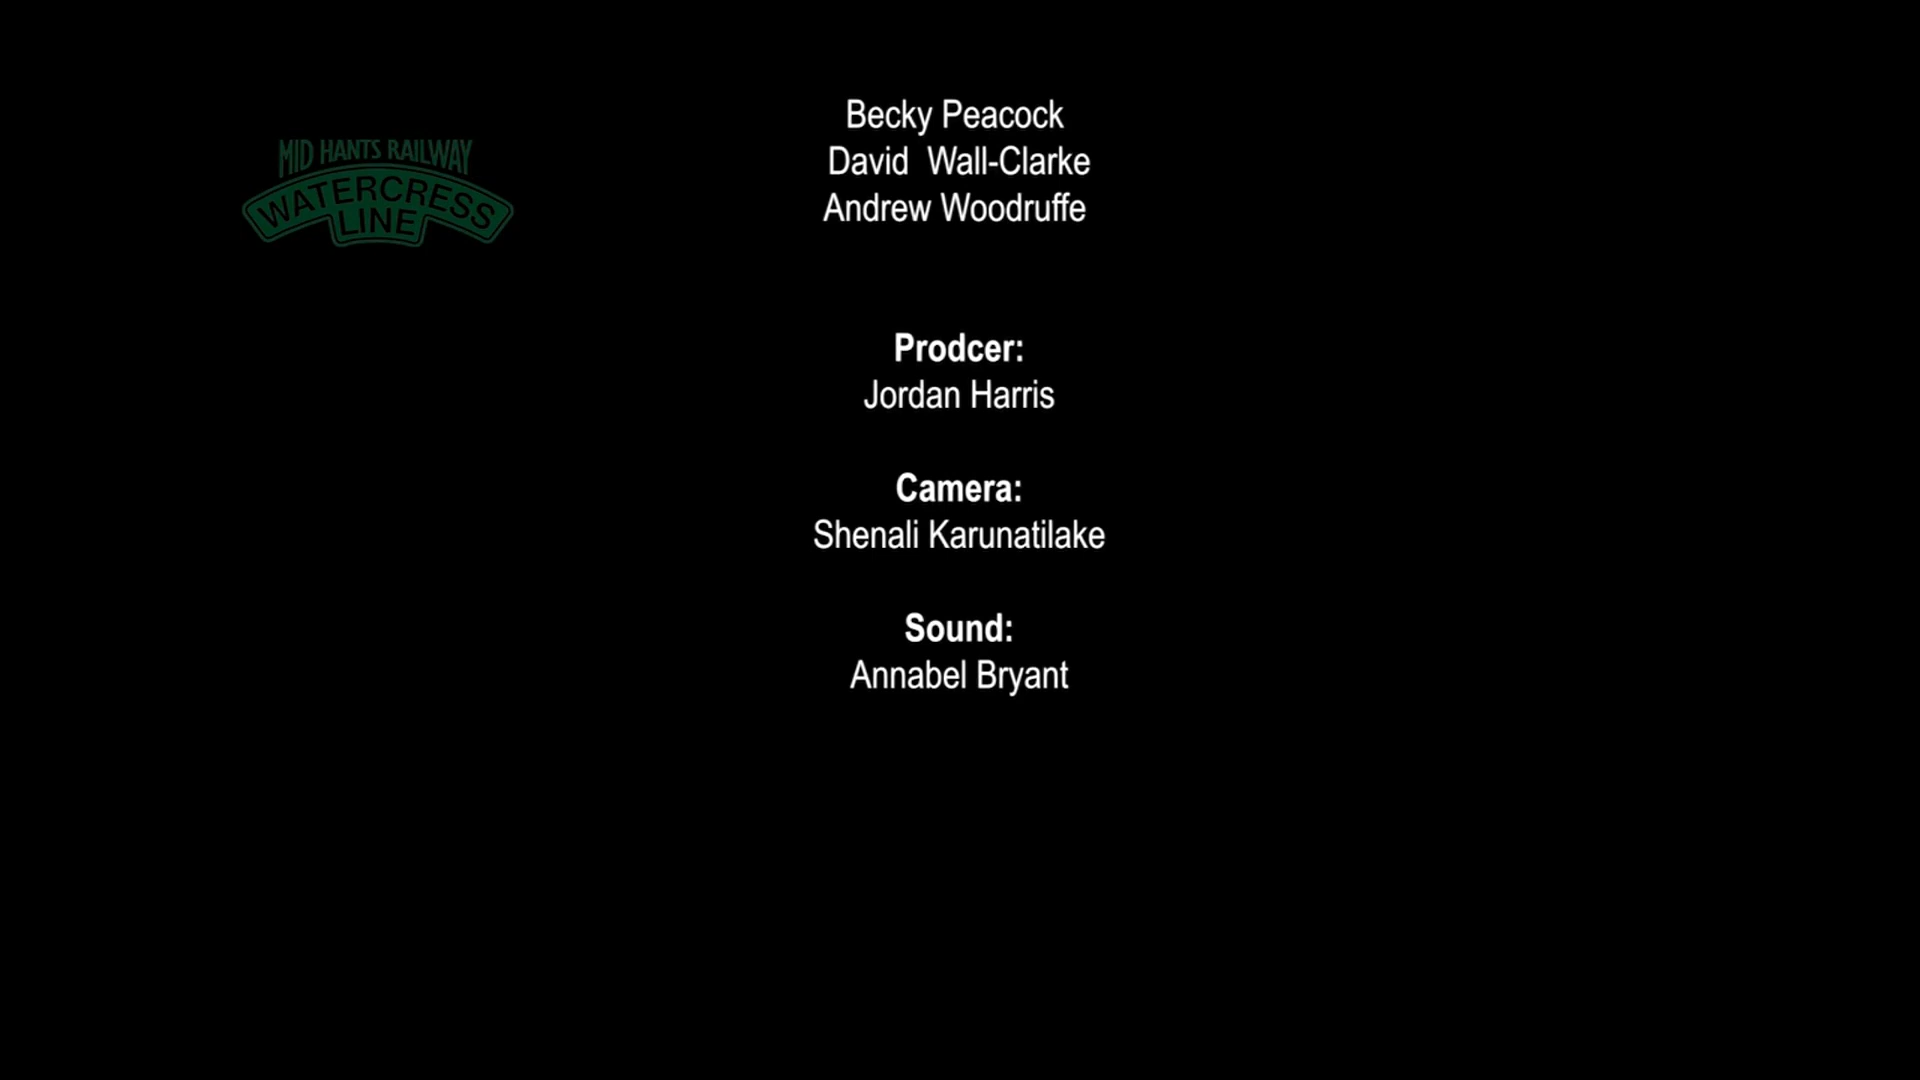 MID HANTS RAILWAY
WATERCRESS
LINE
Becky Peacock
David  Wall-Clarke
Andrew Woodruffe
Prodcer:
Jordan Harris
Camera:
Shenali Karunatilake
Sound:
Annabel Bryant